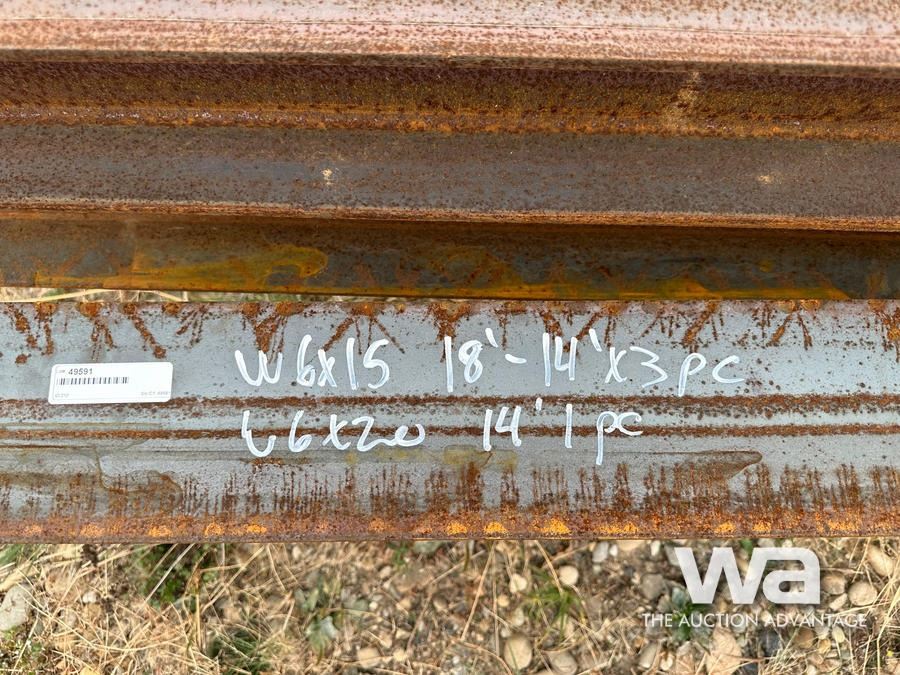 W6x15 18'-14'x3pc
49591
W6x20 14' 1pc
wa
THE AUCTION ADVANTAGE